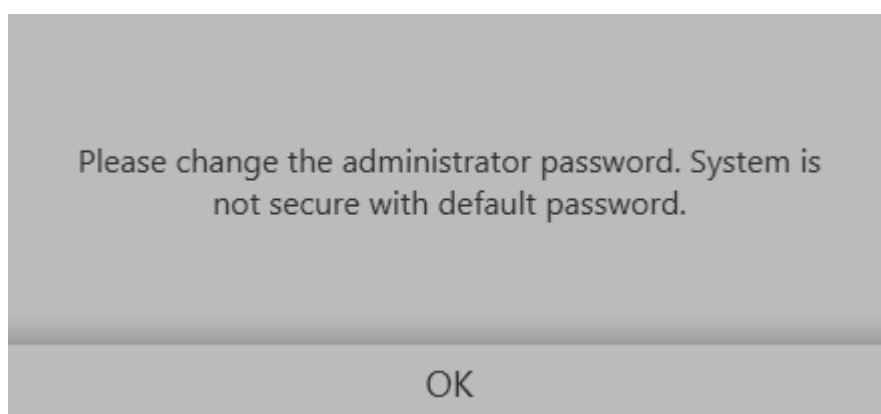 Please change the administrator password. System is
not secure with default password.
OK